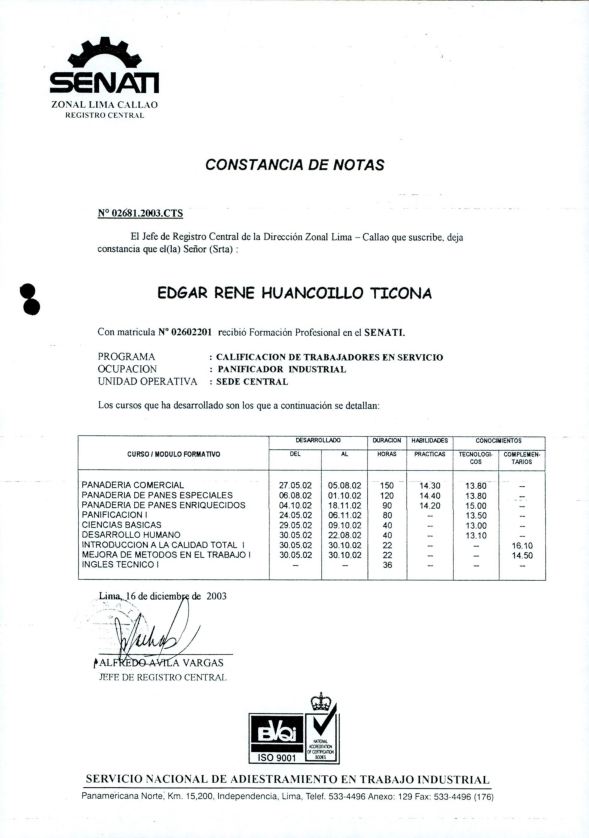 SENATI
ZONAL LIMA CALLAO
REGISTRO CENTRAL
CONSTANCIA DE NOTAS
N° 02681.2003.CTS
El Jefe de Registro Central de la Dirección Zonal Lima – Callao que suscribe, deja
constancia que el(la) Señor (Srta) :
EDGAR RENE HUANCOILLO TICONA
Con matricula N° 02602201 recibió Formación Profesional en el SENATI.
PROGRAMA : CALIFICACION DE TRABAJADORES EN SERVICIO
OCUPACION : PANIFICADOR INDUSTRIAL
UNIDAD OPERATIVA : SEDE CENTRAL
Los cursos que ha desarrollado son los que a continuación se detallan:
DESARROLLADO DURACION HABILIDADES CONOCIMIENTOS
CURSO / MODULO FORMATIVO DEL AL HORAS PRACTICAS TECNOLOGI- COMPLEMEN-
COS TARIOS
PANADERIA COMERCIAL 27.05.02 05.08.02 150 14.30 13.80 --
PANADERIA DE PANES ESPECIALES 06.08.02 01.10.02 120 14.40 13.80 --
PANADERIA DE PANES ENRIQUECIDOS 04.10.02 18.11.02 90 14.20 15.00 --
PANIFICACION I 24.05.02 06.11.02 80 -- 13.50 --
CIENCIAS BASICAS 29.05.02 09.10.02 40 -- 13.00 --
DESARROLLO HUMANO 30.05.02 22.08.02 40 -- 13.10 --
INTRODUCCION A LA CALIDAD TOTAL I 30.05.02 30.10.02 22 -- -- 16.10
MEJORA DE METODOS EN EL TRABAJO I 30.05.02 30.10.02 22 -- -- 14.50
INGLES TECNICO I -- -- 36 -- -- --
Lima, 16 de diciembre de 2003
ALFREDO AVILA VARGAS
JEFE DE REGISTRO CENTRAL
BVQi
ISO 9001
NATIONAL
ACCREDITATION
OF CERTIFICATION
BODIES
SERVICIO NACIONAL DE ADIESTRAMIENTO EN TRABAJO INDUSTRIAL
Panamericana Norte, Km. 15,200, Independencia, Lima, Telef. 533-4496 Anexo: 129 Fax: 533-4496 (176)